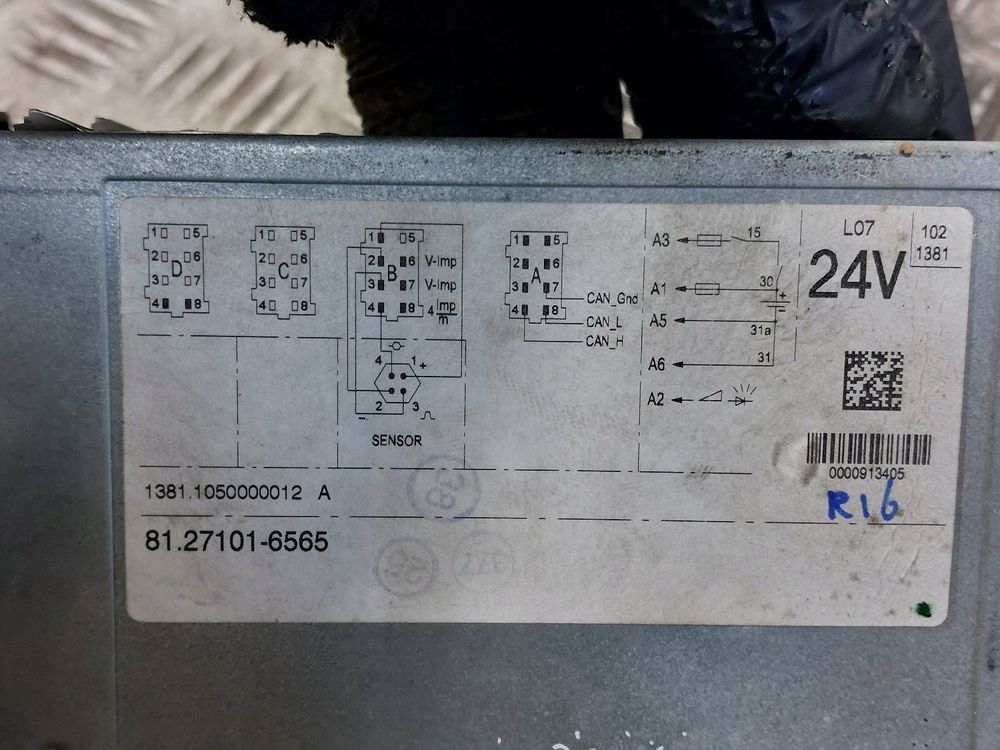 1 5
2 6
D
3 7
4 8
1 5
2 6
C
3 7
4 8
1 5
2 6 V-Imp
B
3 7 V-Imp
4 8 4 Imp/m
4 1 +
2 3
−
SENSOR
1 5
2 6
A
3 7
4 8
CAN_Gnd
CAN_L
CAN_H
A3 15
A1 30
+
A5
31a
A6 31
A2
L07
24V
102
1381
0000913405
R16
1381.1050000012 A
38
81.27101-6565
36